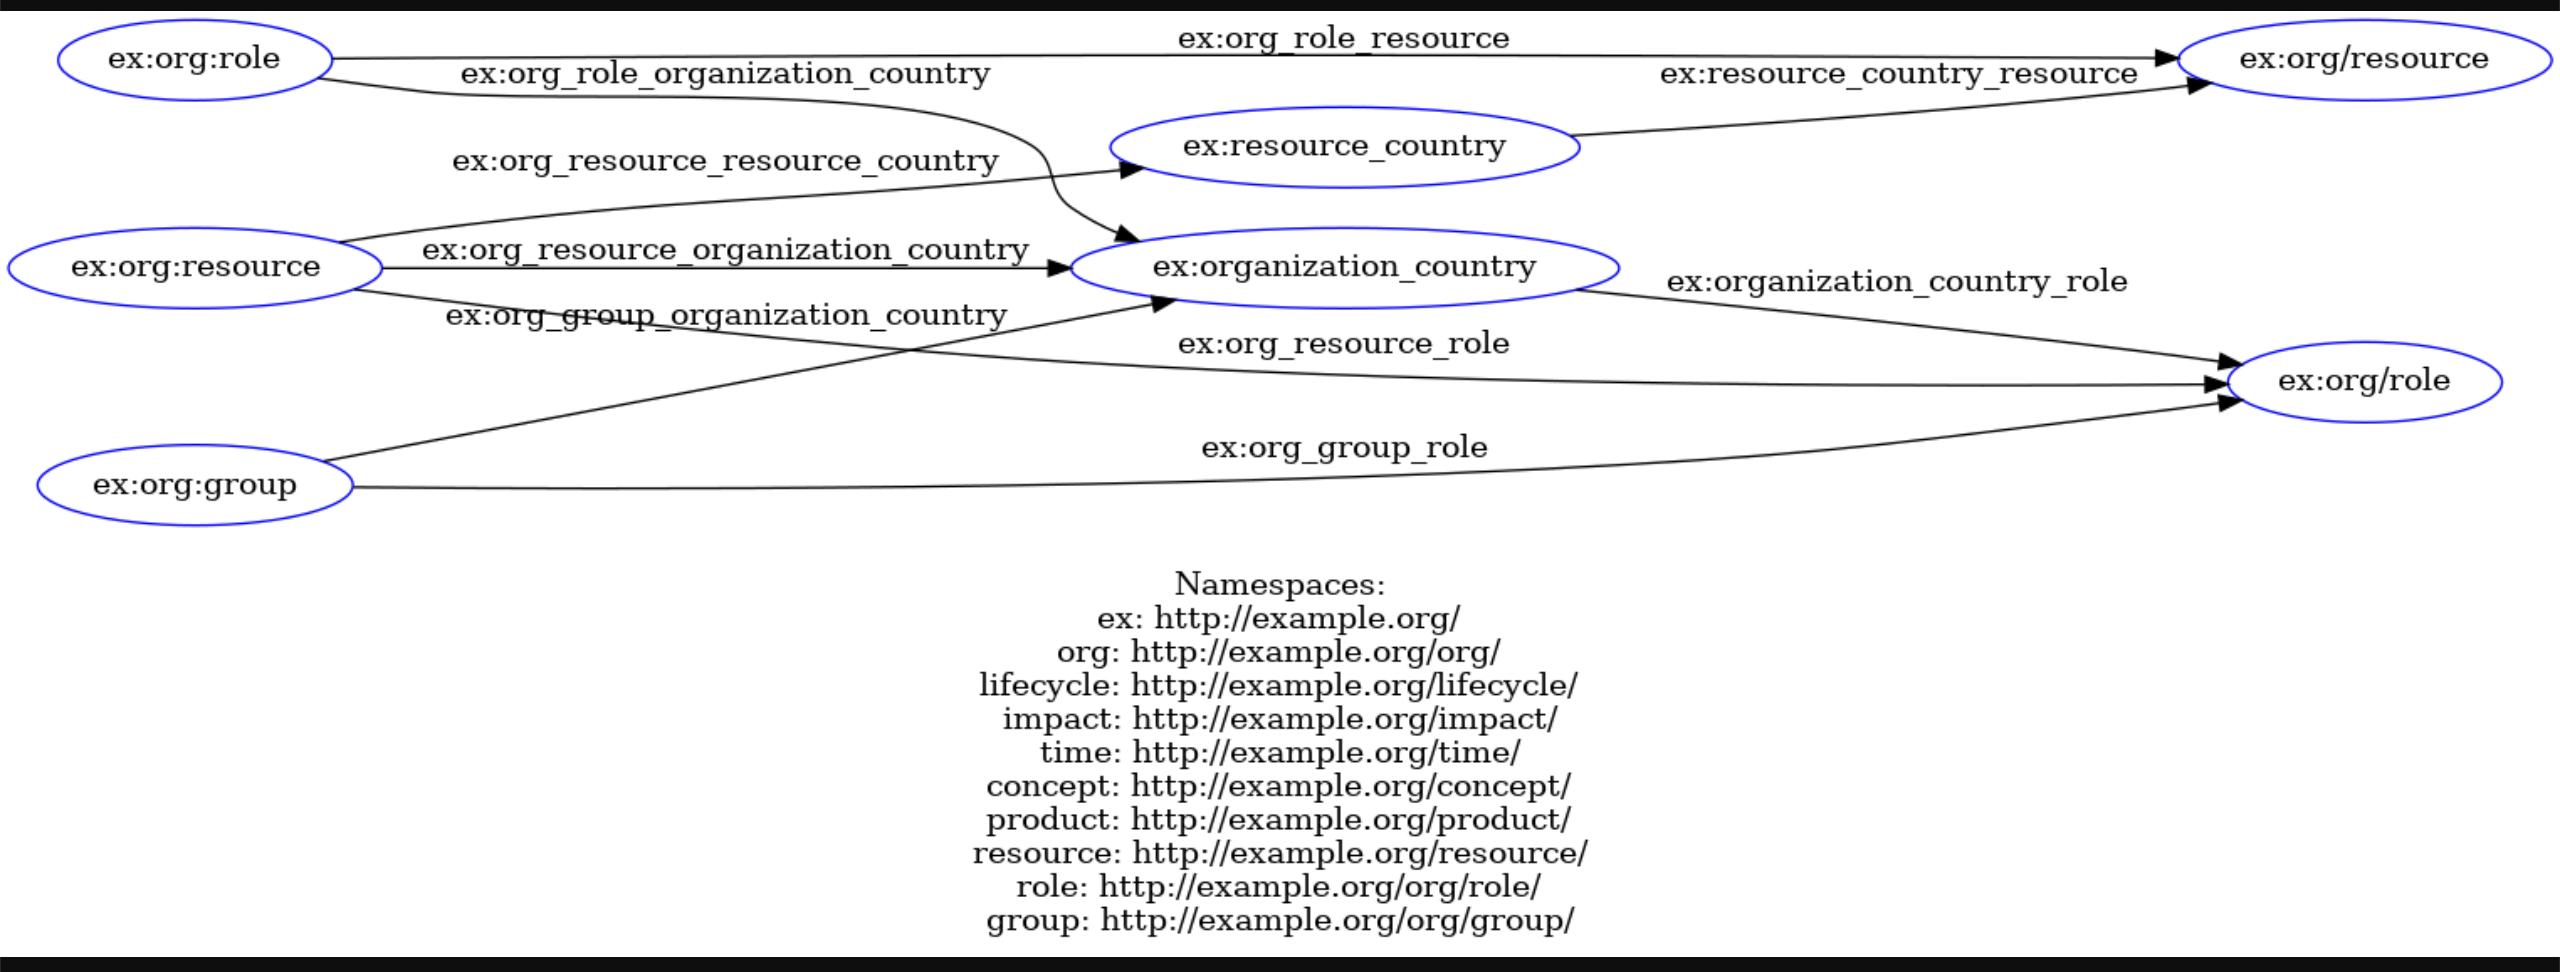 ex:org:role
ex:org_role_resource
ex:org/resource
ex:org_role_organization_country
ex:resource_country_resource
ex:org_resource_resource_country
ex:resource_country
ex:org:resource
ex:org_resource_organization_country
ex:organization_country
ex:organization_country_role
ex:org_group_organization_country
ex:org_resource_role
ex:org/role
ex:org_group_role
ex:org:group
Namespaces:
ex: http://example.org/
org: http://example.org/org/
lifecycle: http://example.org/lifecycle/
impact: http://example.org/impact/
time: http://example.org/time/
concept: http://example.org/concept/
product: http://example.org/product/
resource: http://example.org/resource/
role: http://example.org/org/role/
group: http://example.org/org/group/